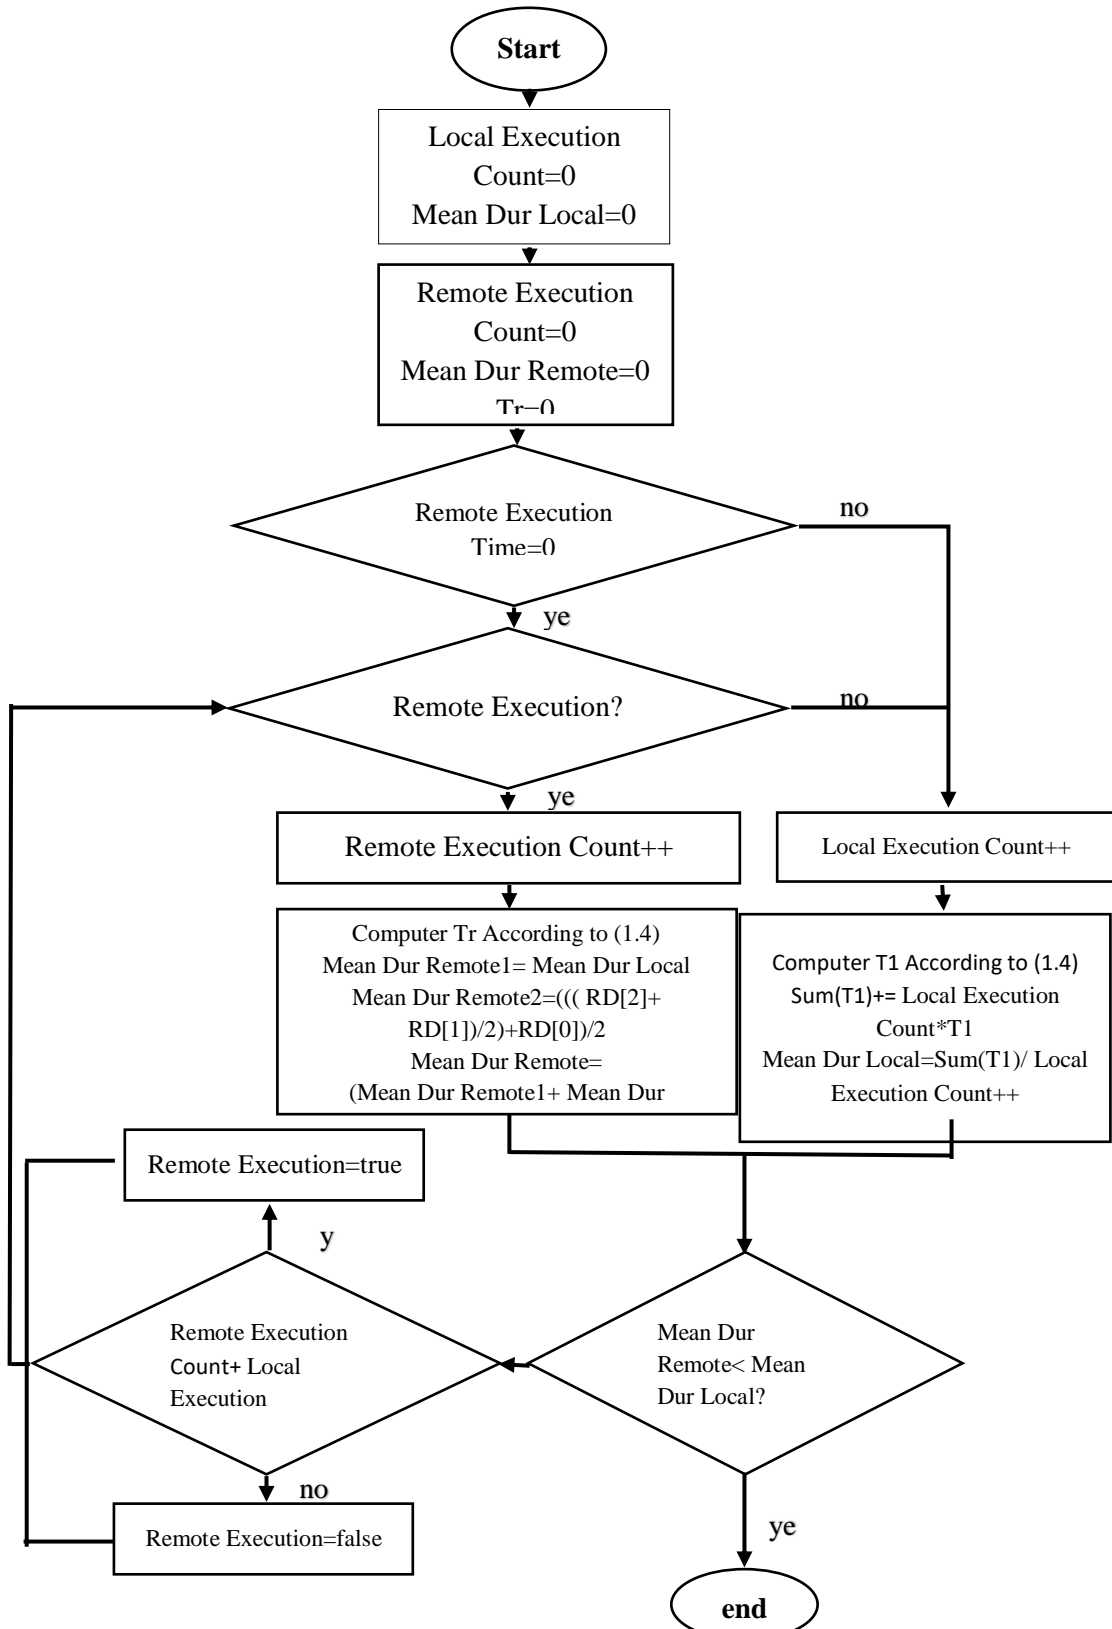 Start
Local Execution
Count=0
Mean Dur Local=0
Remote Execution
Count=0
Mean Dur Remote=0
Tr=0
Remote Execution
Time=0
no
ye
Remote Execution?
no
ye
Remote Execution Count++
Local Execution Count++
Computer Tr According to (1.4)
Mean Dur Remote1= Mean Dur Local
Mean Dur Remote2=((( RD[2]+
RD[1])/2)+RD[0])/2
Mean Dur Remote=
(Mean Dur Remote1+ Mean Dur
Computer T1 According to (1.4)
Sum(T1)+= Local Execution
Count*T1
Mean Dur Local=Sum(T1)/ Local
Execution Count++
Remote Execution=true
y
Remote Execution
Count+ Local
Execution
Mean Dur
Remote< Mean
Dur Local?
no
Remote Execution=false
ye
end